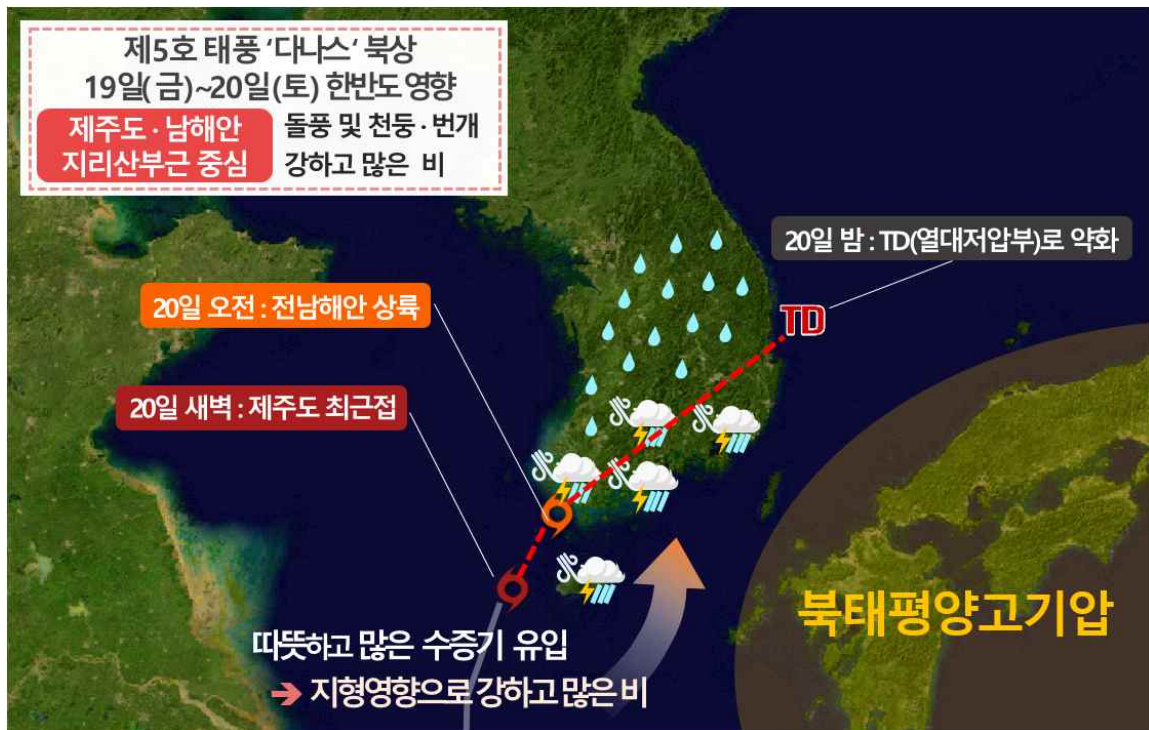 제5호 태풍 '다나스' 북상
19일(금)~20일(토) 한반도 영향
제주도·남해안
지리산부근 중심
돌풍 및 천둥·번개
강하고 많은 비
20일 밤 : TD(열대저압부)로 약화
20일 오전 : 전남해안 상륙
TD
20일 새벽 : 제주도 최근접
북태평양고기압
따뜻하고 많은 수증기 유입
➔ 지형영향으로 강하고 많은 비